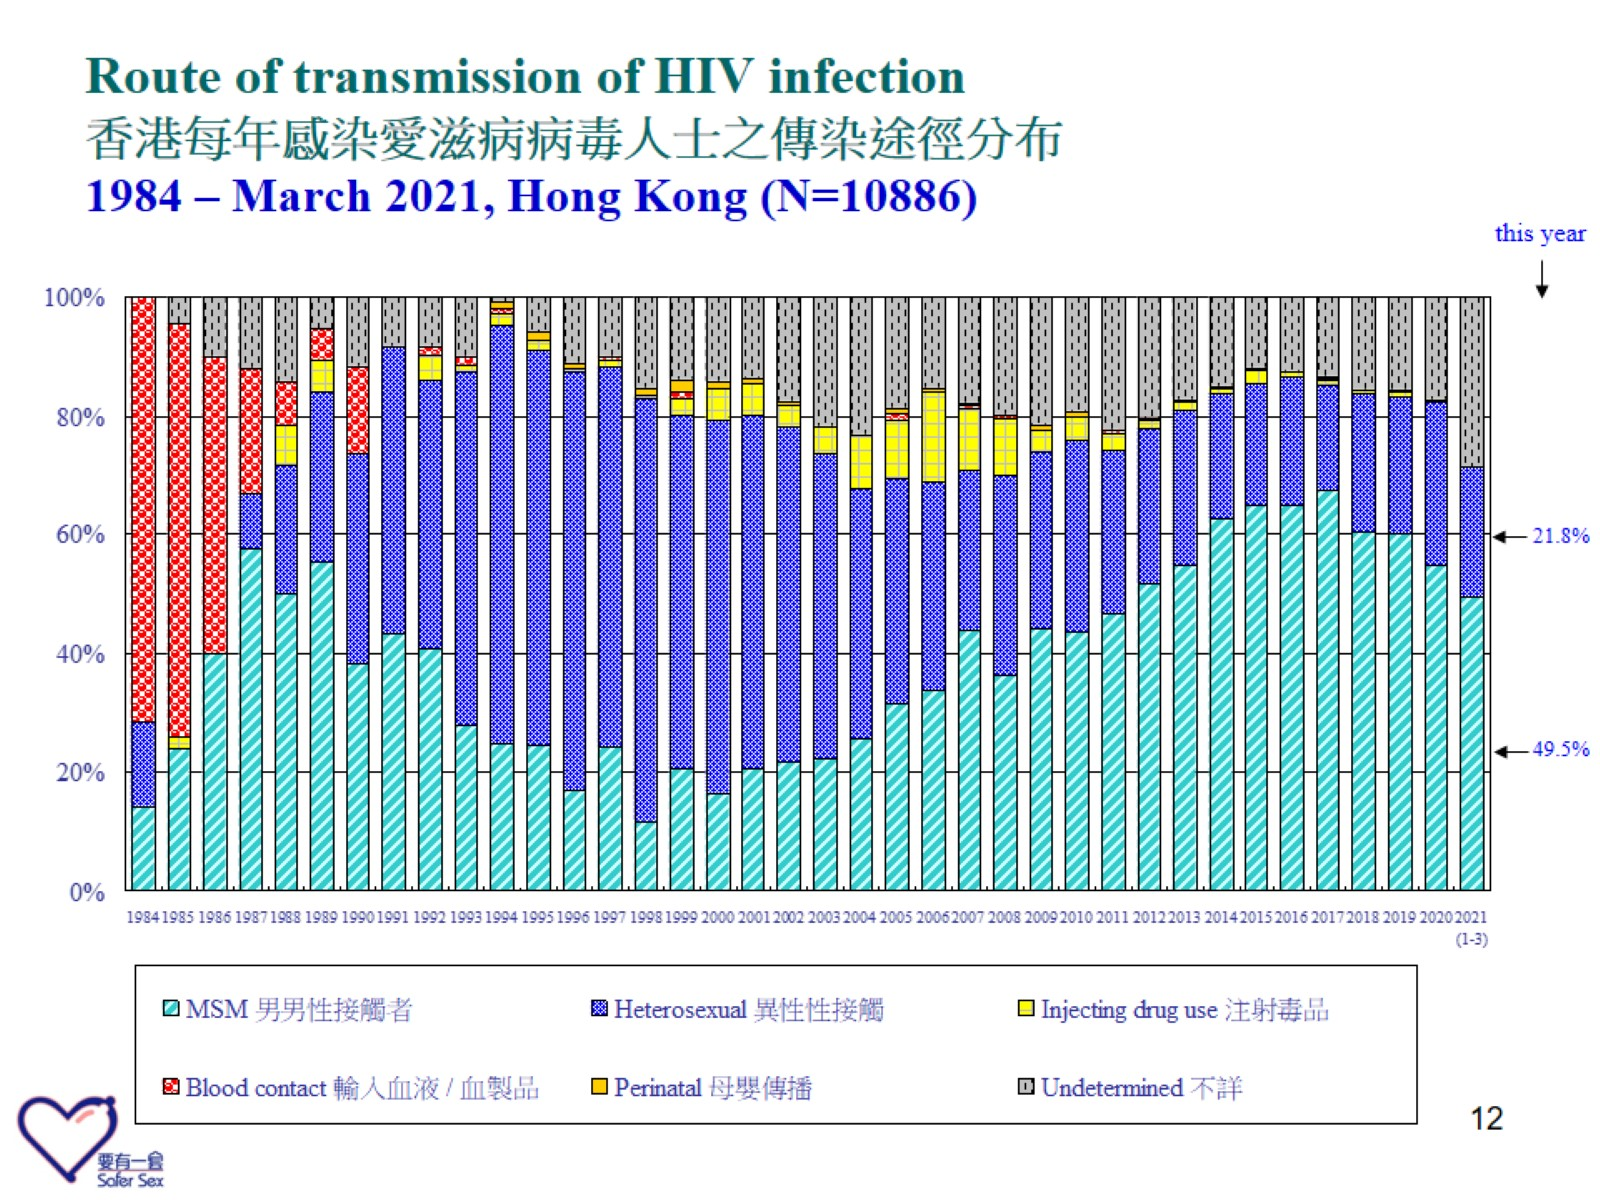 Route of transmission of HIV infection
香港每年感染愛滋病病毒人士之傳染途徑分布
1984 – March 2021, Hong Kong (N=10886)
this year
100%
80%
60%
40%
20%
0%
21.8%
49.5%
1984 1985 1986 1987 1988 1989 1990 1991 1992 1993 1994 1995 1996 1997 1998 1999 2000 2001 2002 2003 2004 2005 2006 2007 2008 2009 2010 2011 2012 2013 2014 2015 2016 2017 2018 2019 2020 2021
(1-3)
MSM 男男性接觸者 Heterosexual 異性性接觸 Injecting drug use 注射毒品
Blood contact 輸入血液 / 血製品 Perinatal 母嬰傳播 Undetermined 不詳
12
要有一套
Safer Sex